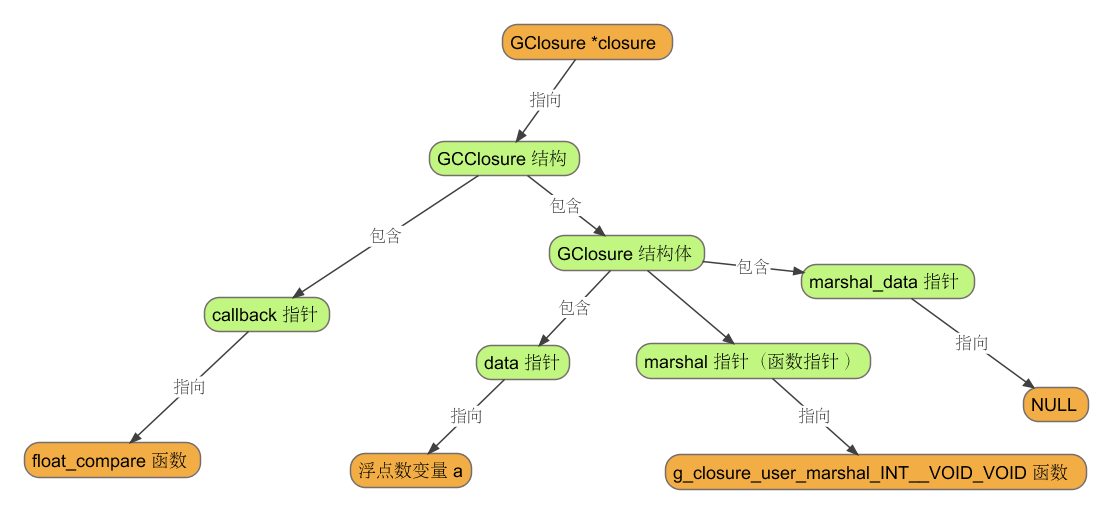 GClosure *closure
指向
GCClosure 结构
包含
包含
GClosure 结构体
包含
marshal_data 指针
callback 指针
包含
指向
data 指针
marshal 指针（函数指针 ）
指向
NULL
指向
指向
float_compare 函数
浮点数变量 a
g_closure_user_marshal_INT__VOID_VOID 函数